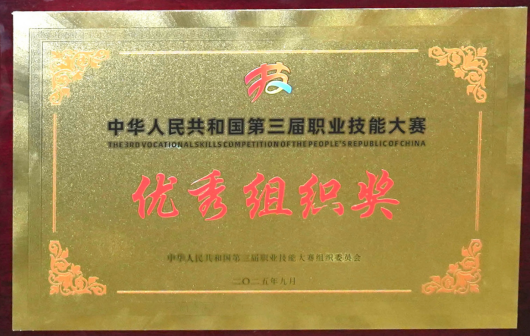 中华人民共和国第三届职业技能大赛
THE 3RD VOCATIONAL SKILLS COMPETITION OF THE PEOPLE'S REPUBLIC OF CHINA
优秀组织奖
中华人民共和国第三届职业技能大赛组织委员会
二〇二五年九月